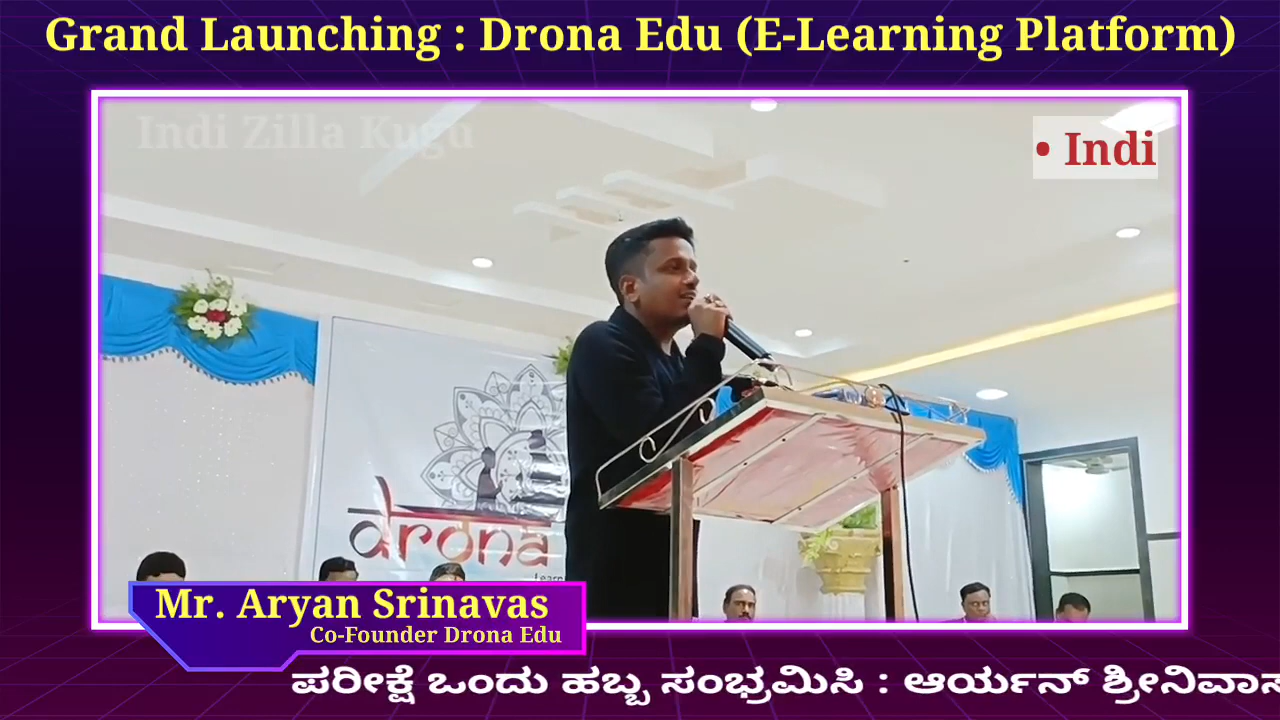 Grand Launching : Drona Edu (E-Learning Platform)
Indi Zilla Kugu
• Indi
drona
Learn
Mr. Aryan Srinavas
Co-Founder Drona Edu
ಪರೀಕ್ಷೆ ಒಂದು ಹಬ್ಬ ಸಂಭ್ರಮಿಸಿ : ಆರ್ಯನ್ ಶ್ರೀನಿವಾಸ